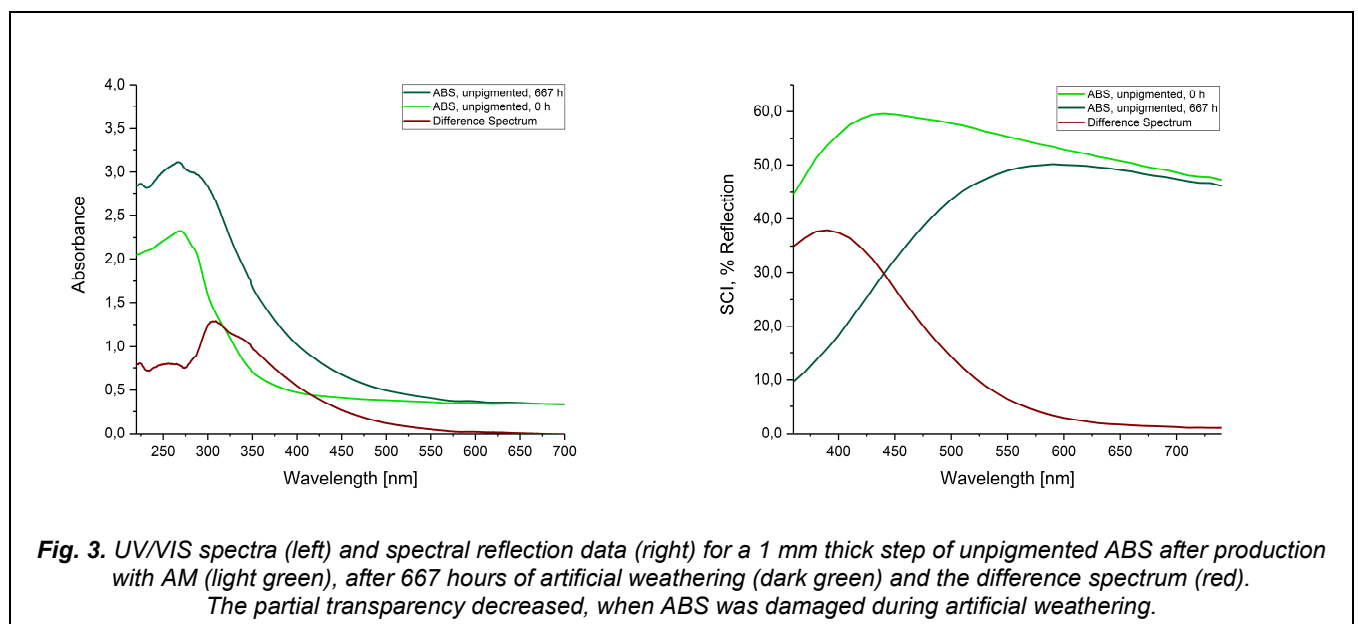 4,0
3,5
3,0
2,5
2,0
1,5
1,0
0,5
0,0
Absorbance
250 300 350 400 450 500 550 600 650 700
Wavelength [nm]
ABS, unpigmented, 667 h
ABS, unpigmented, 0 h
Difference Spectrum
60,0
50,0
40,0
30,0
20,0
10,0
0,0
SCI, % Reflection
400 450 500 550 600 650 700
Wavelength [nm]
ABS, unpigmented, 0 h
ABS, unpigmented, 667 h
Difference Spectrum
Fig. 3. UV/VIS spectra (left) and spectral reflection data (right) for a 1 mm thick step of unpigmented ABS after production
with AM (light green), after 667 hours of artificial weathering (dark green) and the difference spectrum (red).
The partial transparency decreased, when ABS was damaged during artificial weathering.